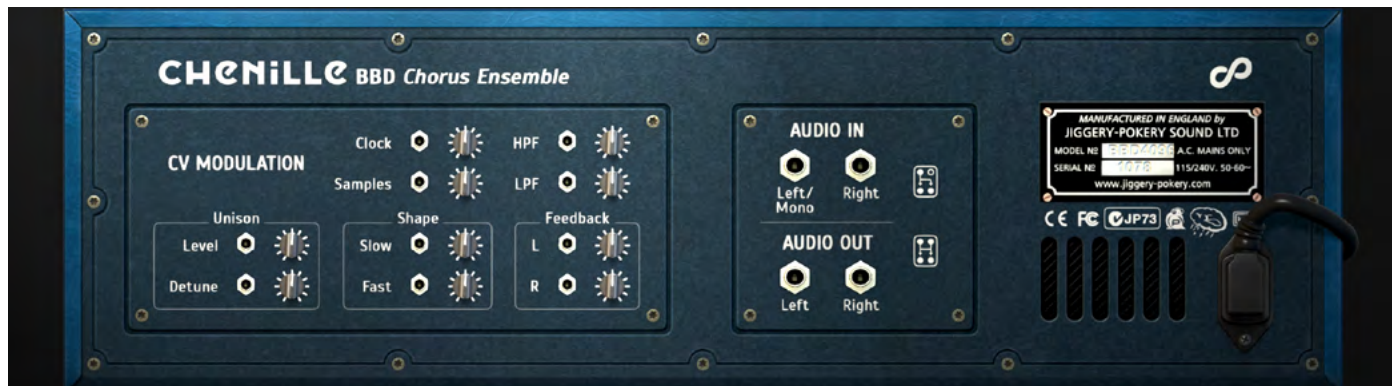 CHENiLLE BBD Chorus Ensemble
CV MODULATION
Clock
HPF
Samples
LPF
Unison
Shape
Feedback
Level
Slow
L
Detune
Fast
R
AUDIO IN
Left/
Mono
Right
AUDIO OUT
Left
Right
MANUFACTURED IN ENGLAND by
JIGGERY-POKERY SOUND LTD
MODEL № A.C. MAINS ONLY
SERIAL № 1078 115/240V. 50-60~
www.jiggery-pokery.com
CE FC JP73